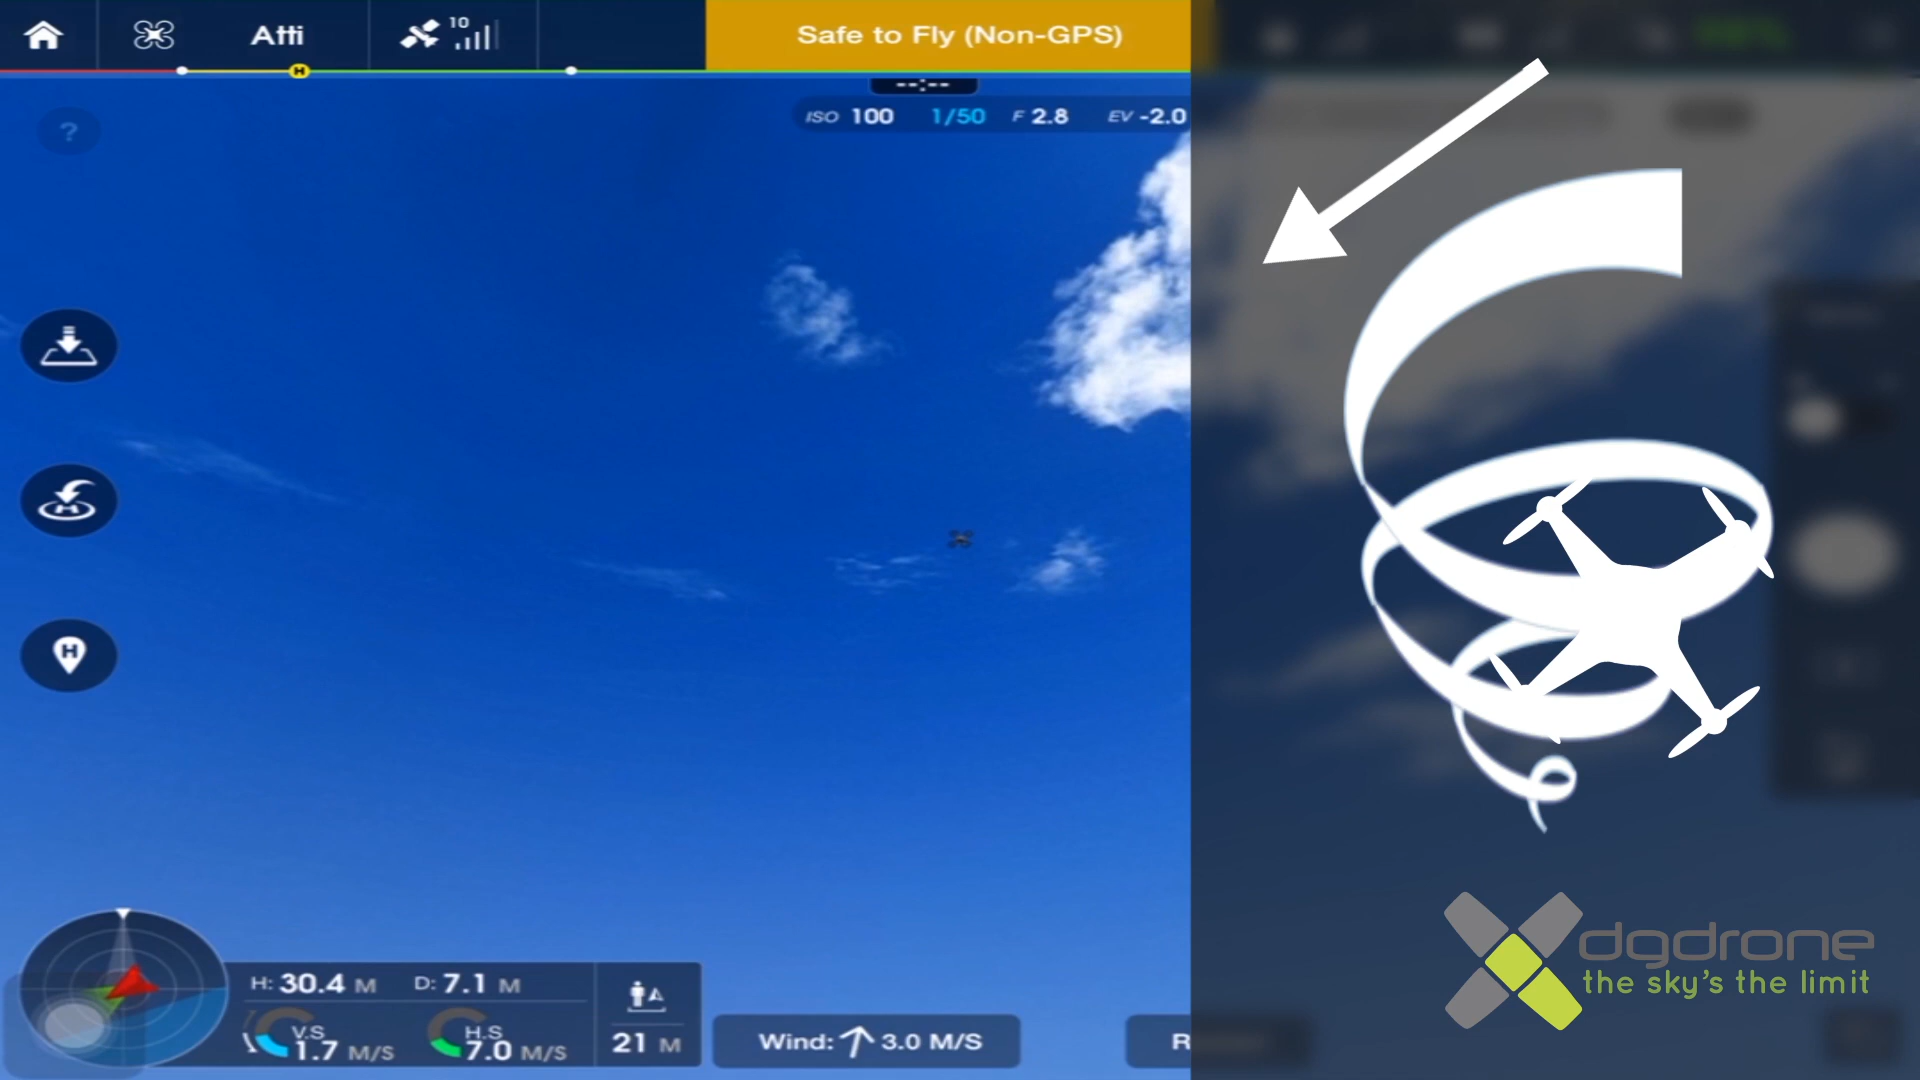 Atti
10
Safe to Fly (Non-GPS)
H
--:--
ISO 100 1/50 F 2.8 EV -2.0
?
H
H
H: 30.4 M D: 7.1 M
V.S 1.7 M/S H.S 7.0 M/S
21 M
Wind: 3.0 M/S
R
dgdrone
the sky's the limit